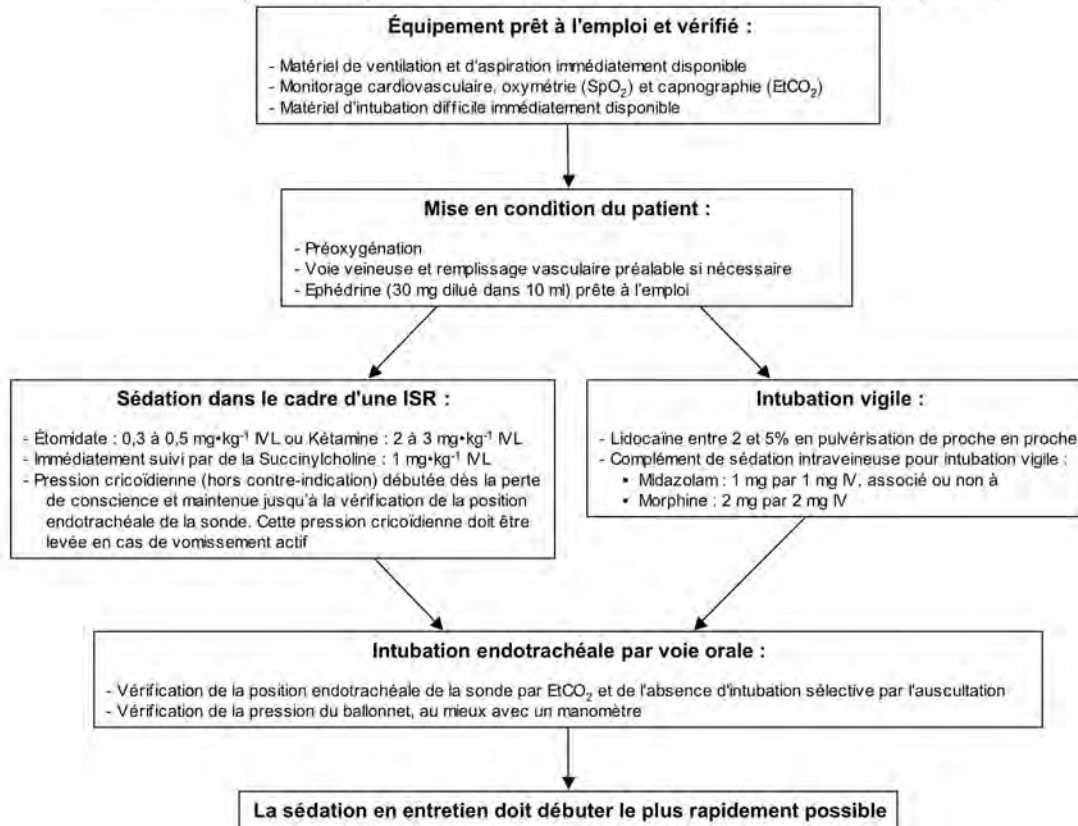 Équipement prêt à l'emploi et vérifié :
- Matériel de ventilation et d'aspiration immédiatement disponible
- Monitorage cardiovasculaire, oxymétrie (SpO₂) et capnographie (EtCO₂)
- Matériel d'intubation difficile immédiatement disponible
Mise en condition du patient :
- Préoxygénation
- Voie veineuse et remplissage vasculaire préalable si nécessaire
- Ephédrine (30 mg dilué dans 10 ml) prête à l'emploi
Sédation dans le cadre d'une ISR :
- Étomidate : 0,3 à 0,5 mg•kg⁻¹ IVL ou Kétamine : 2 à 3 mg•kg⁻¹ IVL
- Immédiatement suivi par de la Succinylcholine : 1 mg•kg⁻¹ IVL
- Pression cricoïdienne (hors contre-indication) débutée dès la perte
de conscience et maintenue jusqu'à la vérification de la position
endotrachéale de la sonde. Cette pression cricoïdienne doit être
levée en cas de vomissement actif
Intubation vigile :
- Lidocaïne entre 2 et 5% en pulvérisation de proche en proche
- Complément de sédation intraveineuse pour intubation vigile :
▪ Midazolam : 1 mg par 1 mg IV, associé ou non à
▪ Morphine : 2 mg par 2 mg IV
Intubation endotrachéale par voie orale :
- Vérification de la position endotrachéale de la sonde par EtCO₂ et de l'absence d'intubation sélective par l'auscultation
- Vérification de la pression du ballonnet, au mieux avec un manomètre
La sédation en entretien doit débuter le plus rapidement possible